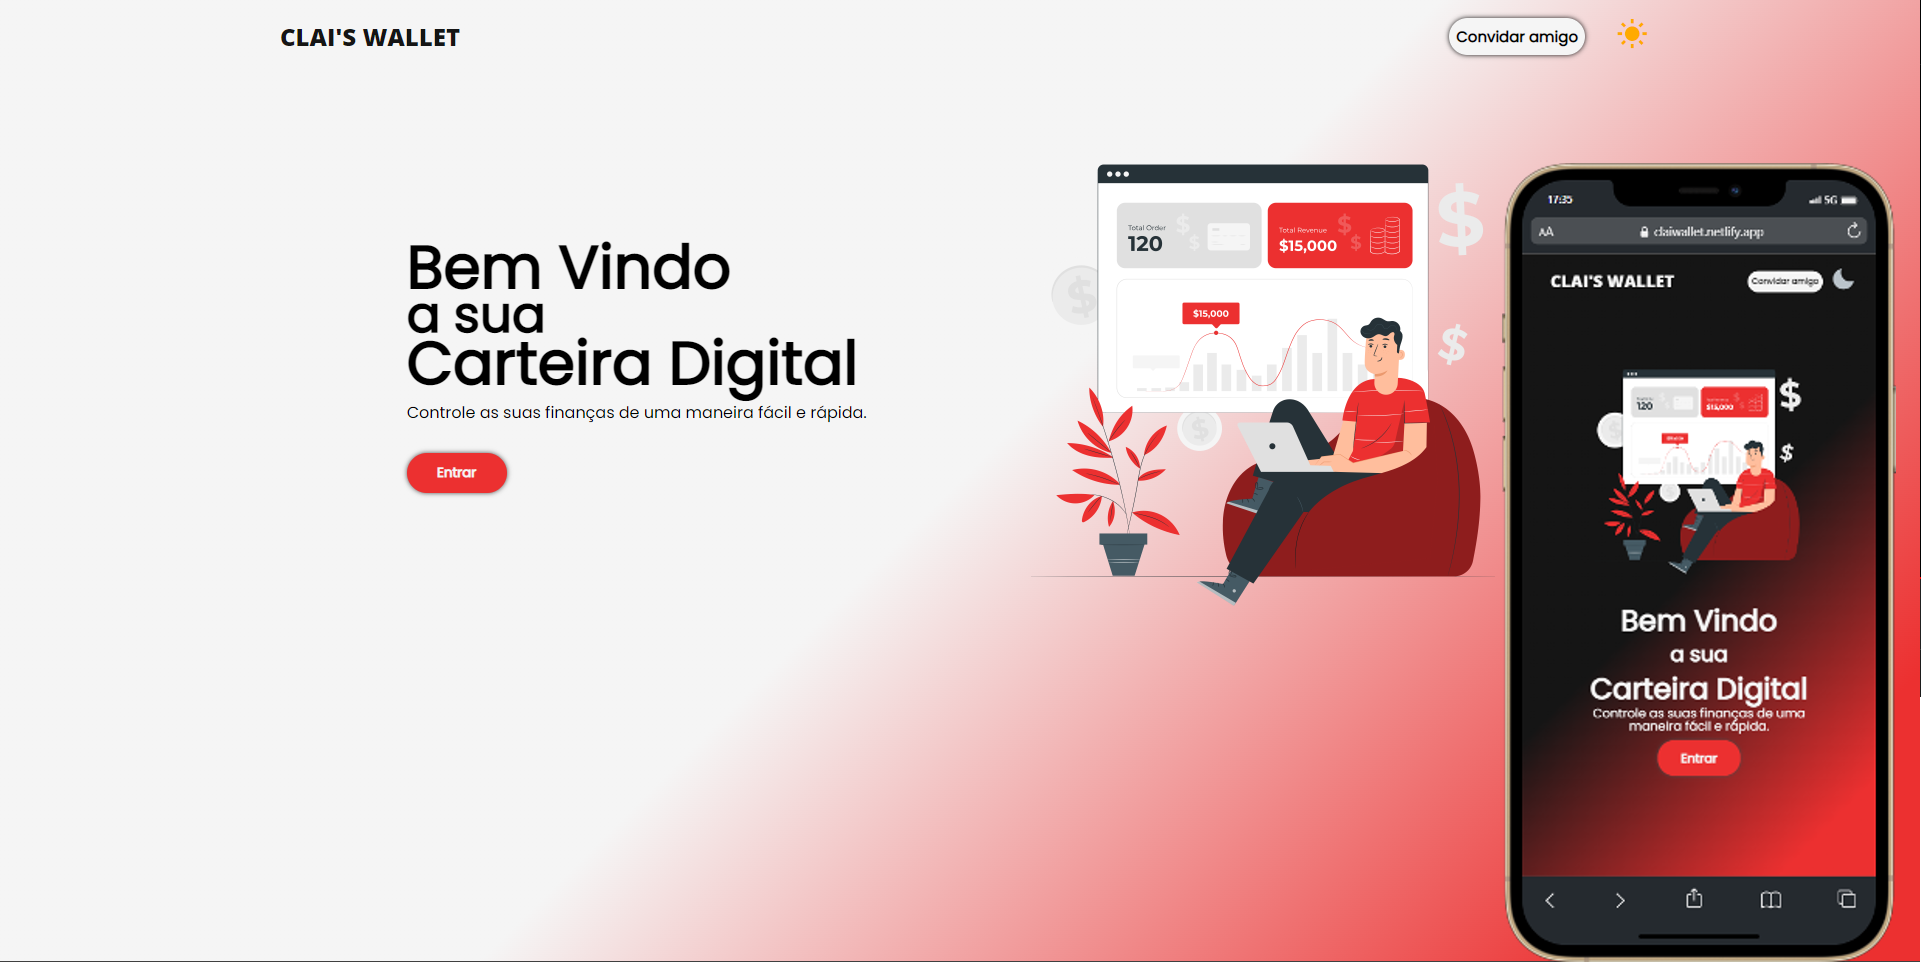 CLAI'S WALLET
Convidar amigo
Bem Vindo
a sua
Carteira Digital
Controle as suas finanças de uma maneira fácil e rápida.
Entrar
Total Order
120
Total Revenue
$15,000
$15,000
17:35
5G
AA
claiwallet.netlify.app
CLAI'S WALLET
Convidar amigo
120
$15,000
Bem Vindo
a sua
Carteira Digital
Controle as suas finanças de uma
maneira fácil e rápida.
Entrar